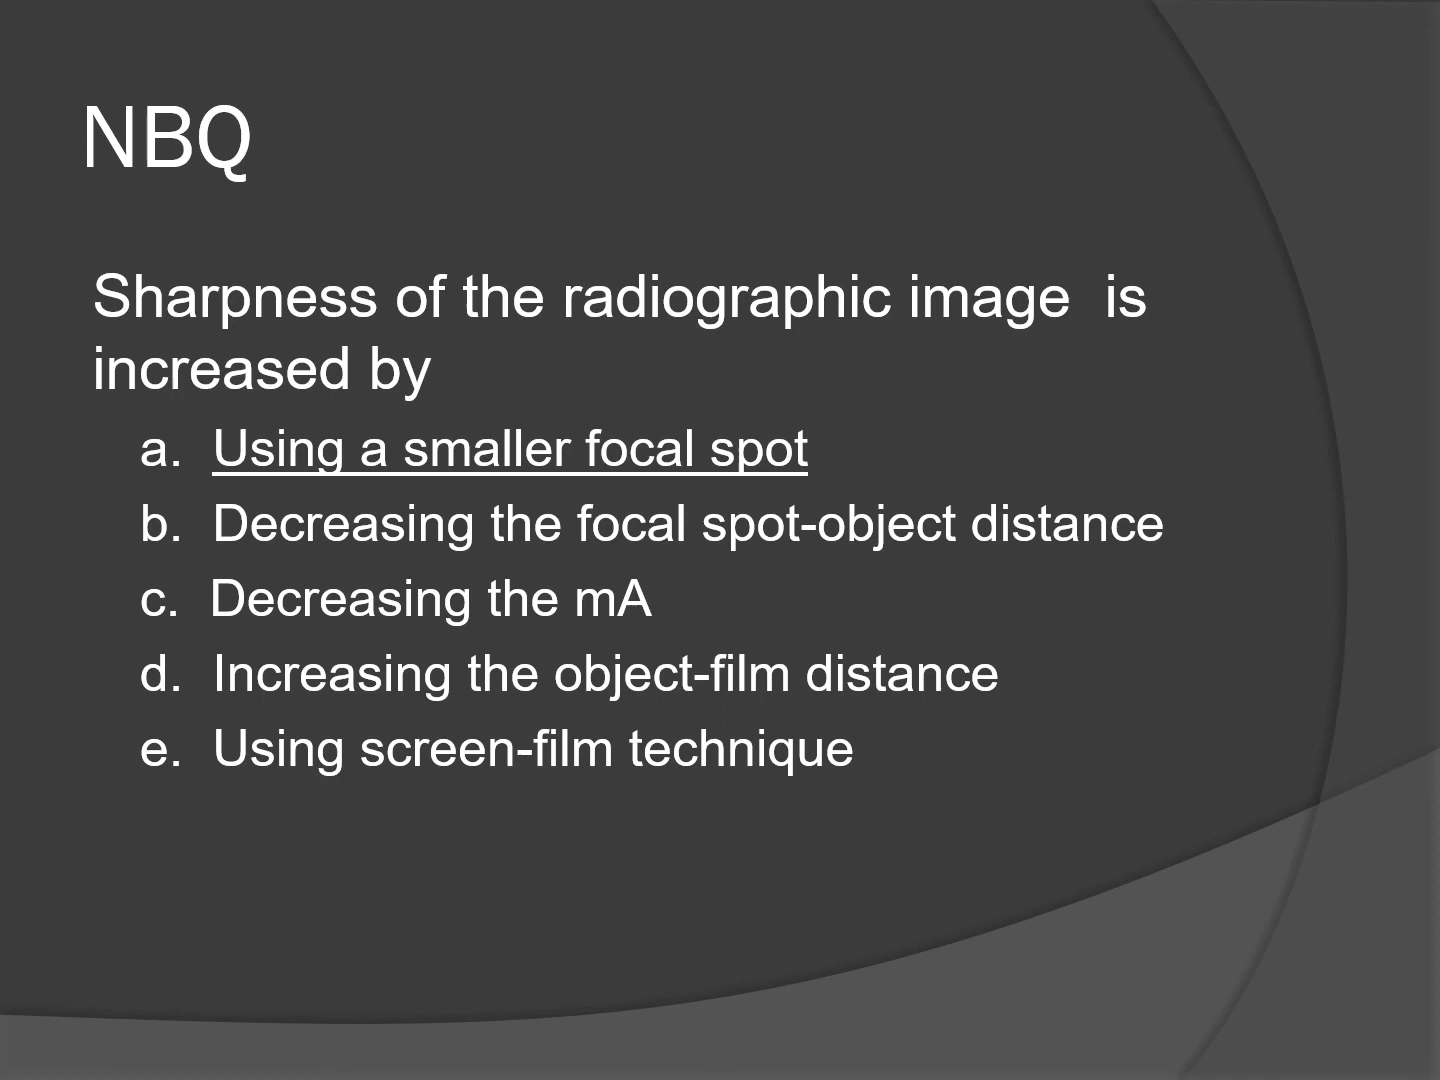 NBQ
Sharpness of the radiographic image  is
increased by
a. Using a smaller focal spot
b. Decreasing the focal spot-object distance
c. Decreasing the mA
d. Increasing the object-film distance
e. Using screen-film technique